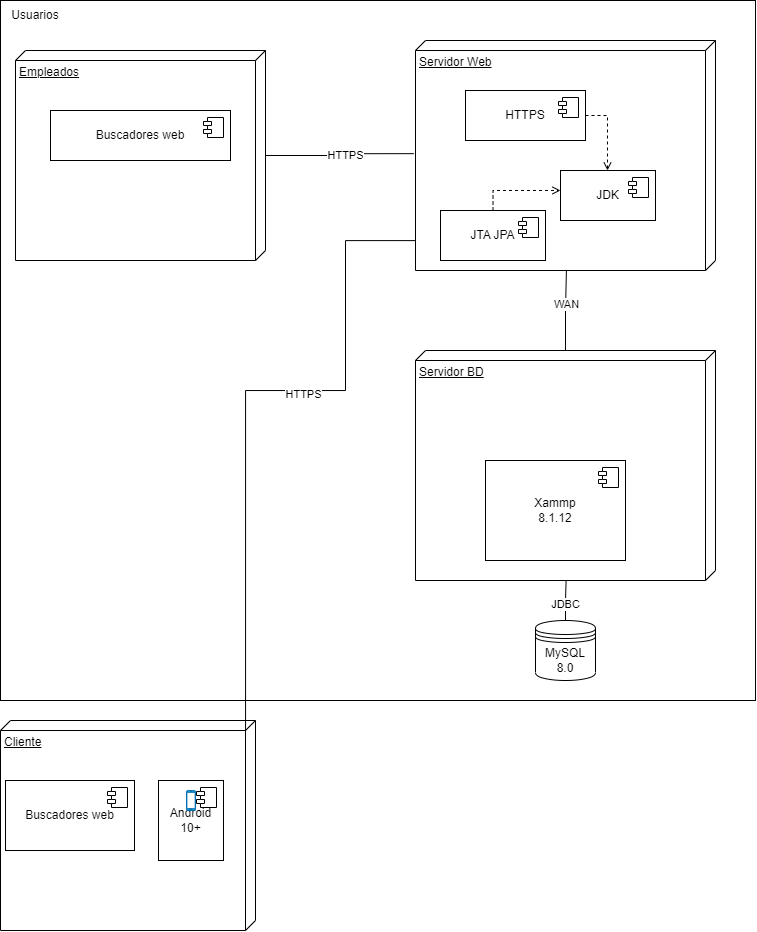 Usuarios
Empleados
Buscadores web
HTTPS
Servidor Web
HTTPS
JDK
JTA JPA
WAN
HTTPS
Servidor BD
Xammp
8.1.12
JDBC
MySQL
8.0
Cliente
Buscadores web
Android
10+